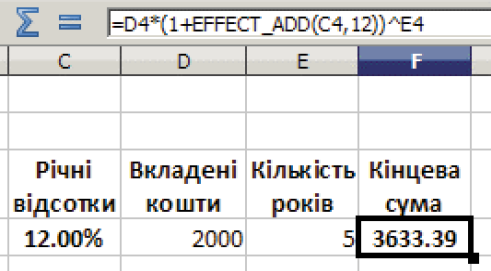 =D4*(1+EFFECT_ADD(C4,12))^E4
C D E F
Річні Вкладені Кількість Кінцева
відсотки кошти років сума
12.00% 2000 5 3633.39